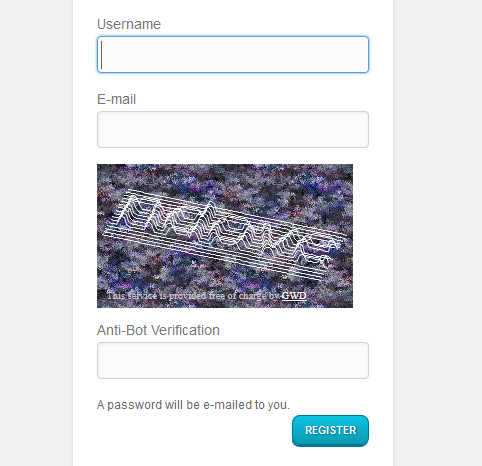 Username
E-mail
This service is provided free of charge by GWD
Anti-Bot Verification
A password will be e-mailed to you.
REGISTER